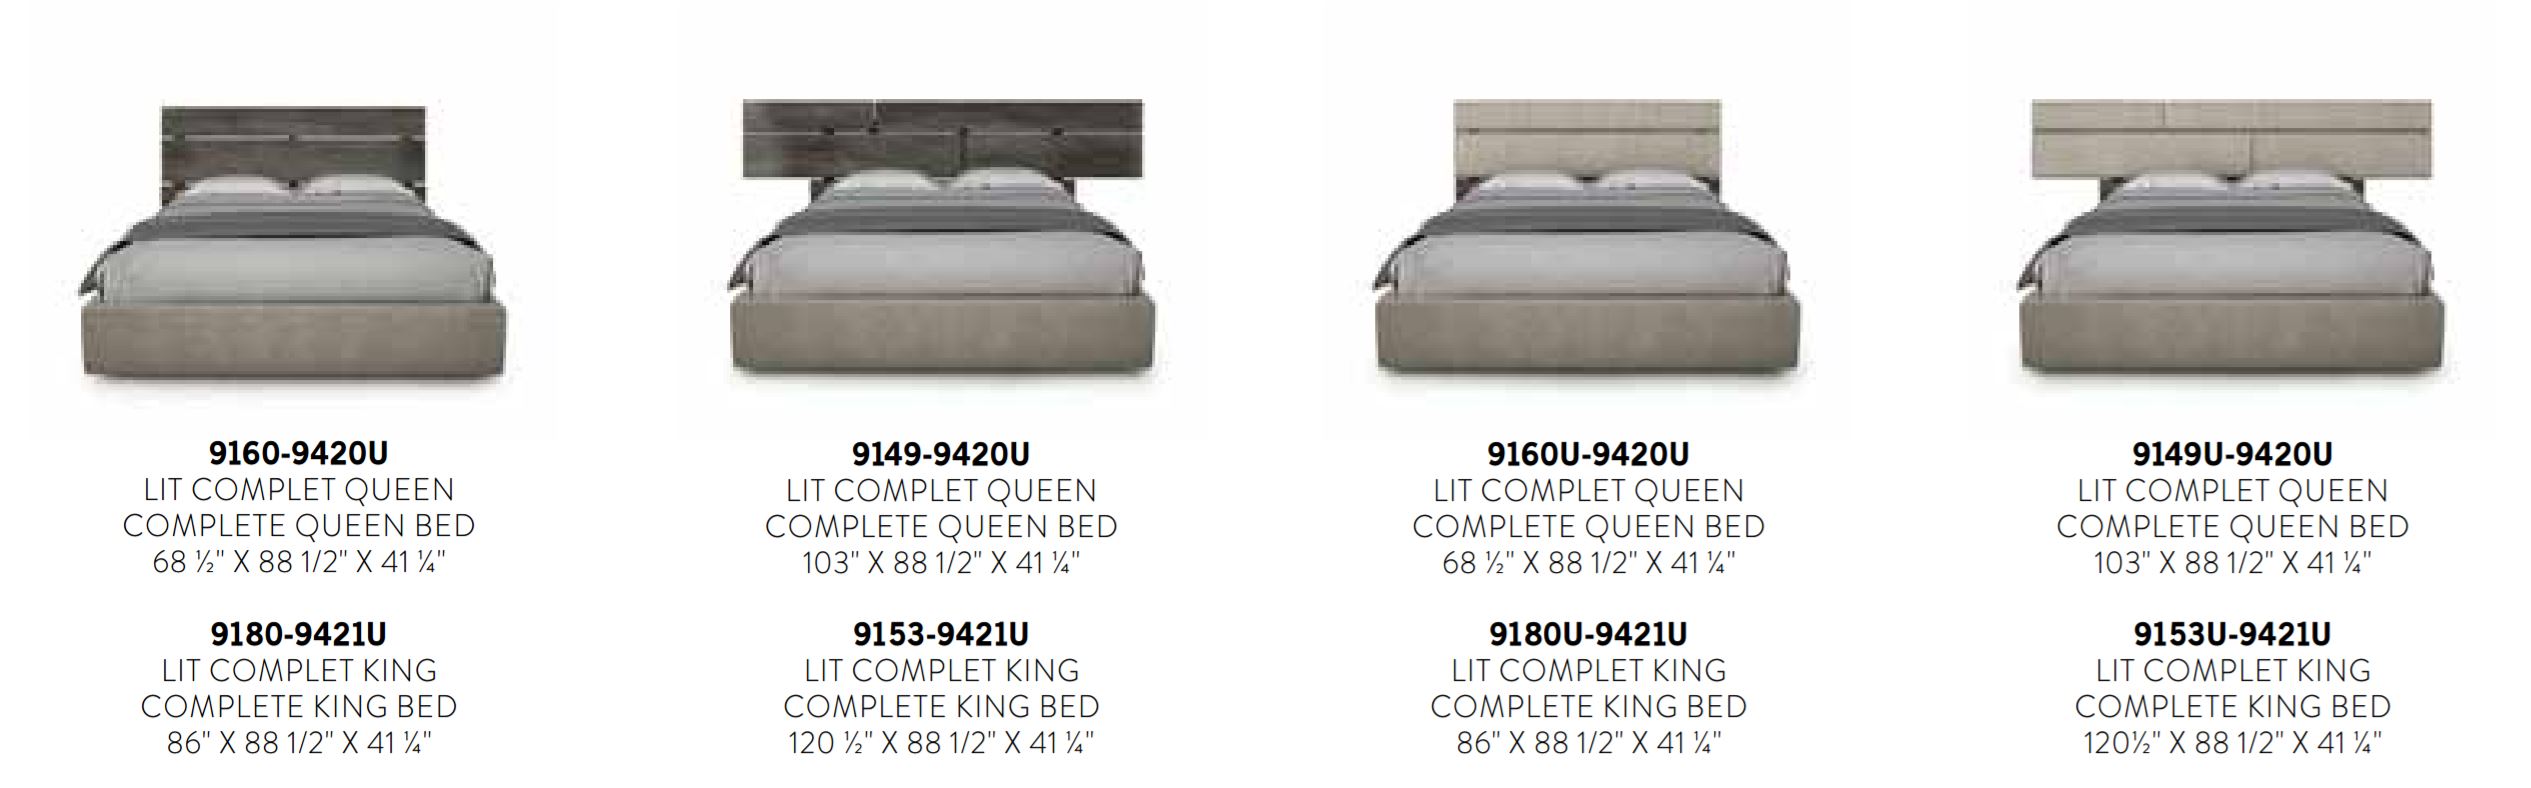 9160-9420U
LIT COMPLET QUEEN
COMPLETE QUEEN BED
68 ½" X 88 1/2" X 41 ¼"
9180-9421U
LIT COMPLET KING
COMPLETE KING BED
86" X 88 1/2" X 41 ¼"
9149-9420U
LIT COMPLET QUEEN
COMPLETE QUEEN BED
103" X 88 1/2" X 41 ¼"
9153-9421U
LIT COMPLET KING
COMPLETE KING BED
120 ½" X 88 1/2" X 41 ¼"
9160U-9420U
LIT COMPLET QUEEN
COMPLETE QUEEN BED
68 ½" X 88 1/2" X 41 ¼"
9180U-9421U
LIT COMPLET KING
COMPLETE KING BED
86" X 88 1/2" X 41 ¼"
9149U-9420U
LIT COMPLET QUEEN
COMPLETE QUEEN BED
103" X 88 1/2" X 41 ¼"
9153U-9421U
LIT COMPLET KING
COMPLETE KING BED
120½" X 88 1/2" X 41 ¼"